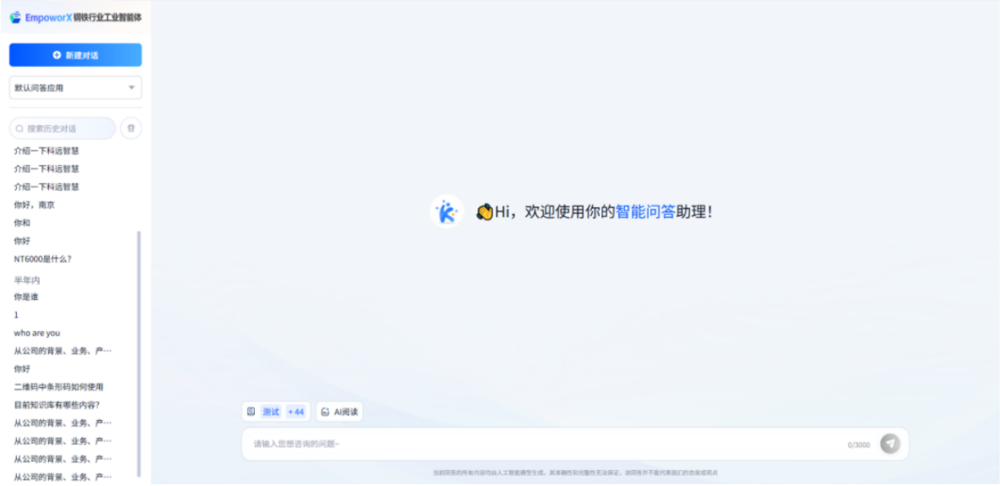 EmpoworX钢铁行业工业智能体
新建对话
默认问答应用
搜索历史对话
介绍一下科远智慧
介绍一下科远智慧
介绍一下科远智慧
你好，南京
你和
你好
NT6000是什么?
半年内
你是谁
1
who are you
从公司的背景、业务、产…
你好
二维码中条形码如何使用
目前知识库有哪些内容?
从公司的背景、业务、产…
从公司的背景、业务、产…
从公司的背景、业务、产…
从公司的背景、业务、产…
Hi，欢迎使用你的智能问答助理！
测试 +44 AI阅读
请输入您想咨询的问题~
0/3000
当前回答的所有内容均由人工智能模型生成，其准确性和完整性无法保证，该回答并不能代表我们的态度或观点